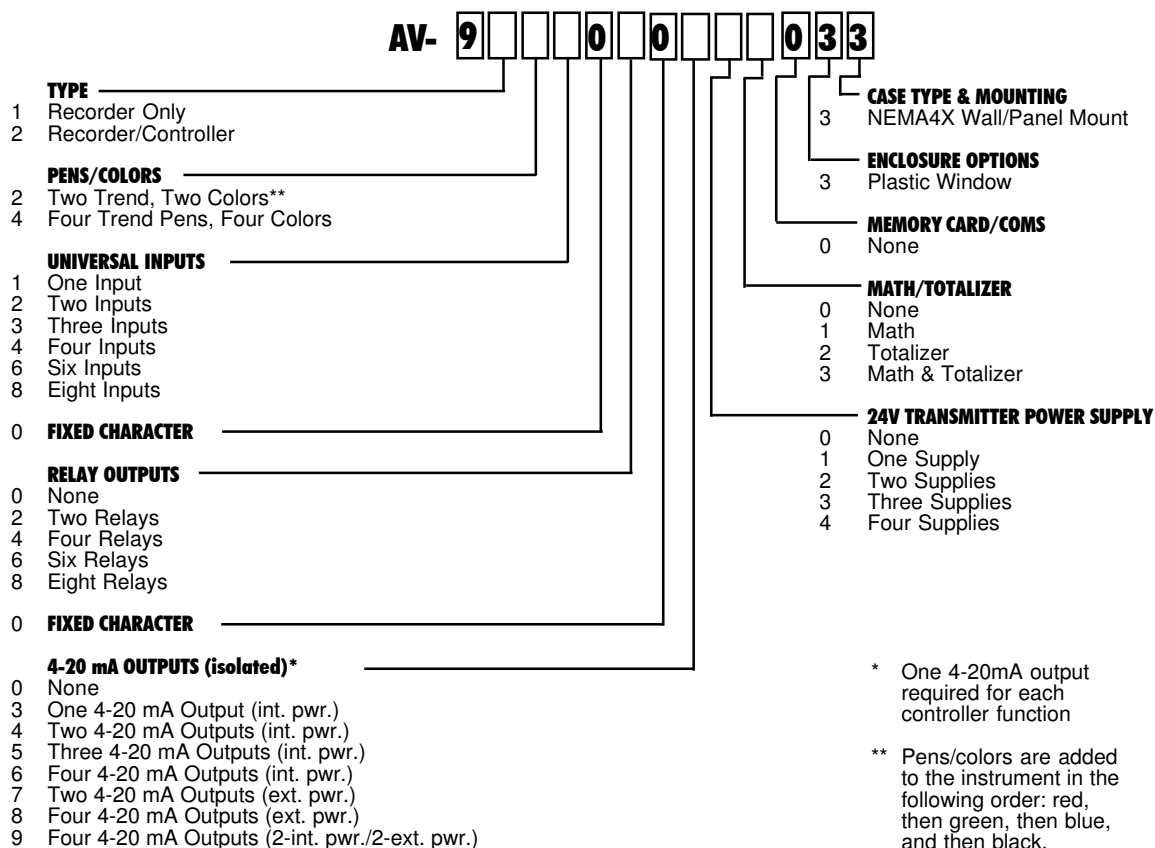 AV- 9 0 0 0 3 3
TYPE
1 Recorder Only
2 Recorder/Controller
PENS/COLORS
2 Two Trend, Two Colors**
4 Four Trend Pens, Four Colors
UNIVERSAL INPUTS
1 One Input
2 Two Inputs
3 Three Inputs
4 Four Inputs
6 Six Inputs
8 Eight Inputs
0 FIXED CHARACTER
RELAY OUTPUTS
0 None
2 Two Relays
4 Four Relays
6 Six Relays
8 Eight Relays
0 FIXED CHARACTER
4-20 mA OUTPUTS (isolated)*
0 None
3 One 4-20 mA Output (int. pwr.)
4 Two 4-20 mA Outputs (int. pwr.)
5 Three 4-20 mA Outputs (int. pwr.)
6 Four 4-20 mA Outputs (int. pwr.)
7 Two 4-20 mA Outputs (ext. pwr.)
8 Four 4-20 mA Outputs (ext. pwr.)
9 Four 4-20 mA Outputs (2-int. pwr./2-ext. pwr.)
CASE TYPE & MOUNTING
3 NEMA4X Wall/Panel Mount
ENCLOSURE OPTIONS
3 Plastic Window
MEMORY CARD/COMS
0 None
MATH/TOTALIZER
0 None
1 Math
2 Totalizer
3 Math & Totalizer
24V TRANSMITTER POWER SUPPLY
0 None
1 One Supply
2 Two Supplies
3 Three Supplies
4 Four Supplies
* One 4-20mA output
required for each
controller function
** Pens/colors are added
to the instrument in the
following order: red,
then green, then blue,
and then black.